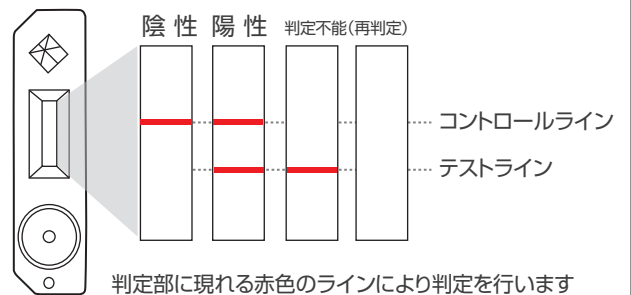 陰 性 陽 性 判定不能(再判定)
コントロールライン
テストライン
判定部に現れる赤色のラインにより判定を行います